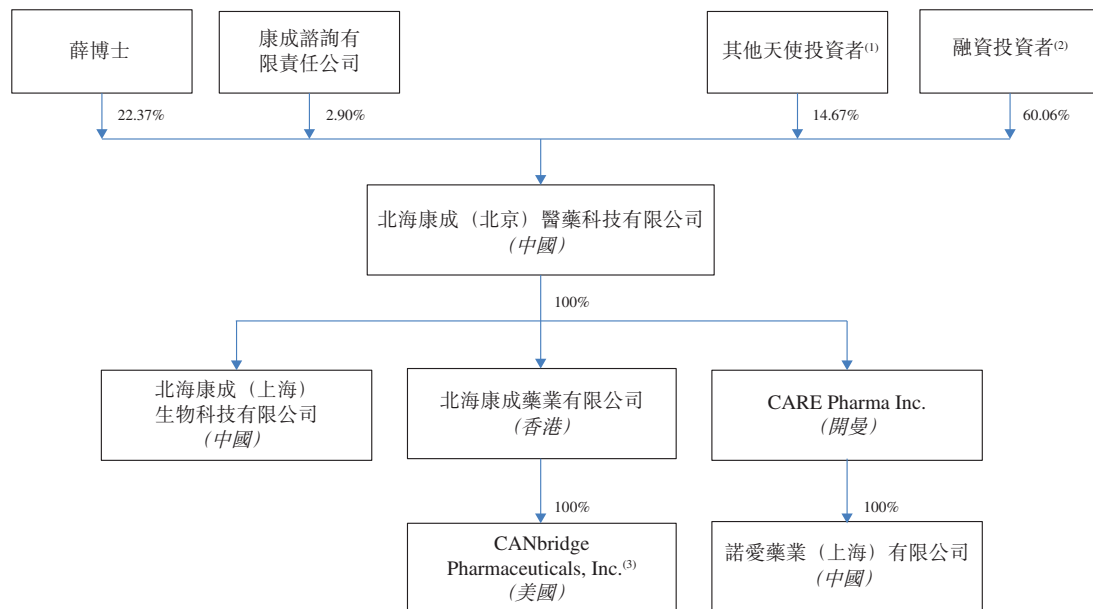 薛博士
康成諮詢有
限責任公司
其他天使投資者(1)
融資投資者(2)
22.37%
2.90%
14.67%
60.06%
北海康成（北京）醫藥科技有限公司
（中國）
100%
北海康成（上海）
生物科技有限公司
（中國）
北海康成藥業有限公司
（香港）
CARE Pharma Inc.
（開曼）
100%
100%
CANbridge
Pharmaceuticals, Inc.(3)
（美國）
諾愛藥業（上海）有限公司
（中國）